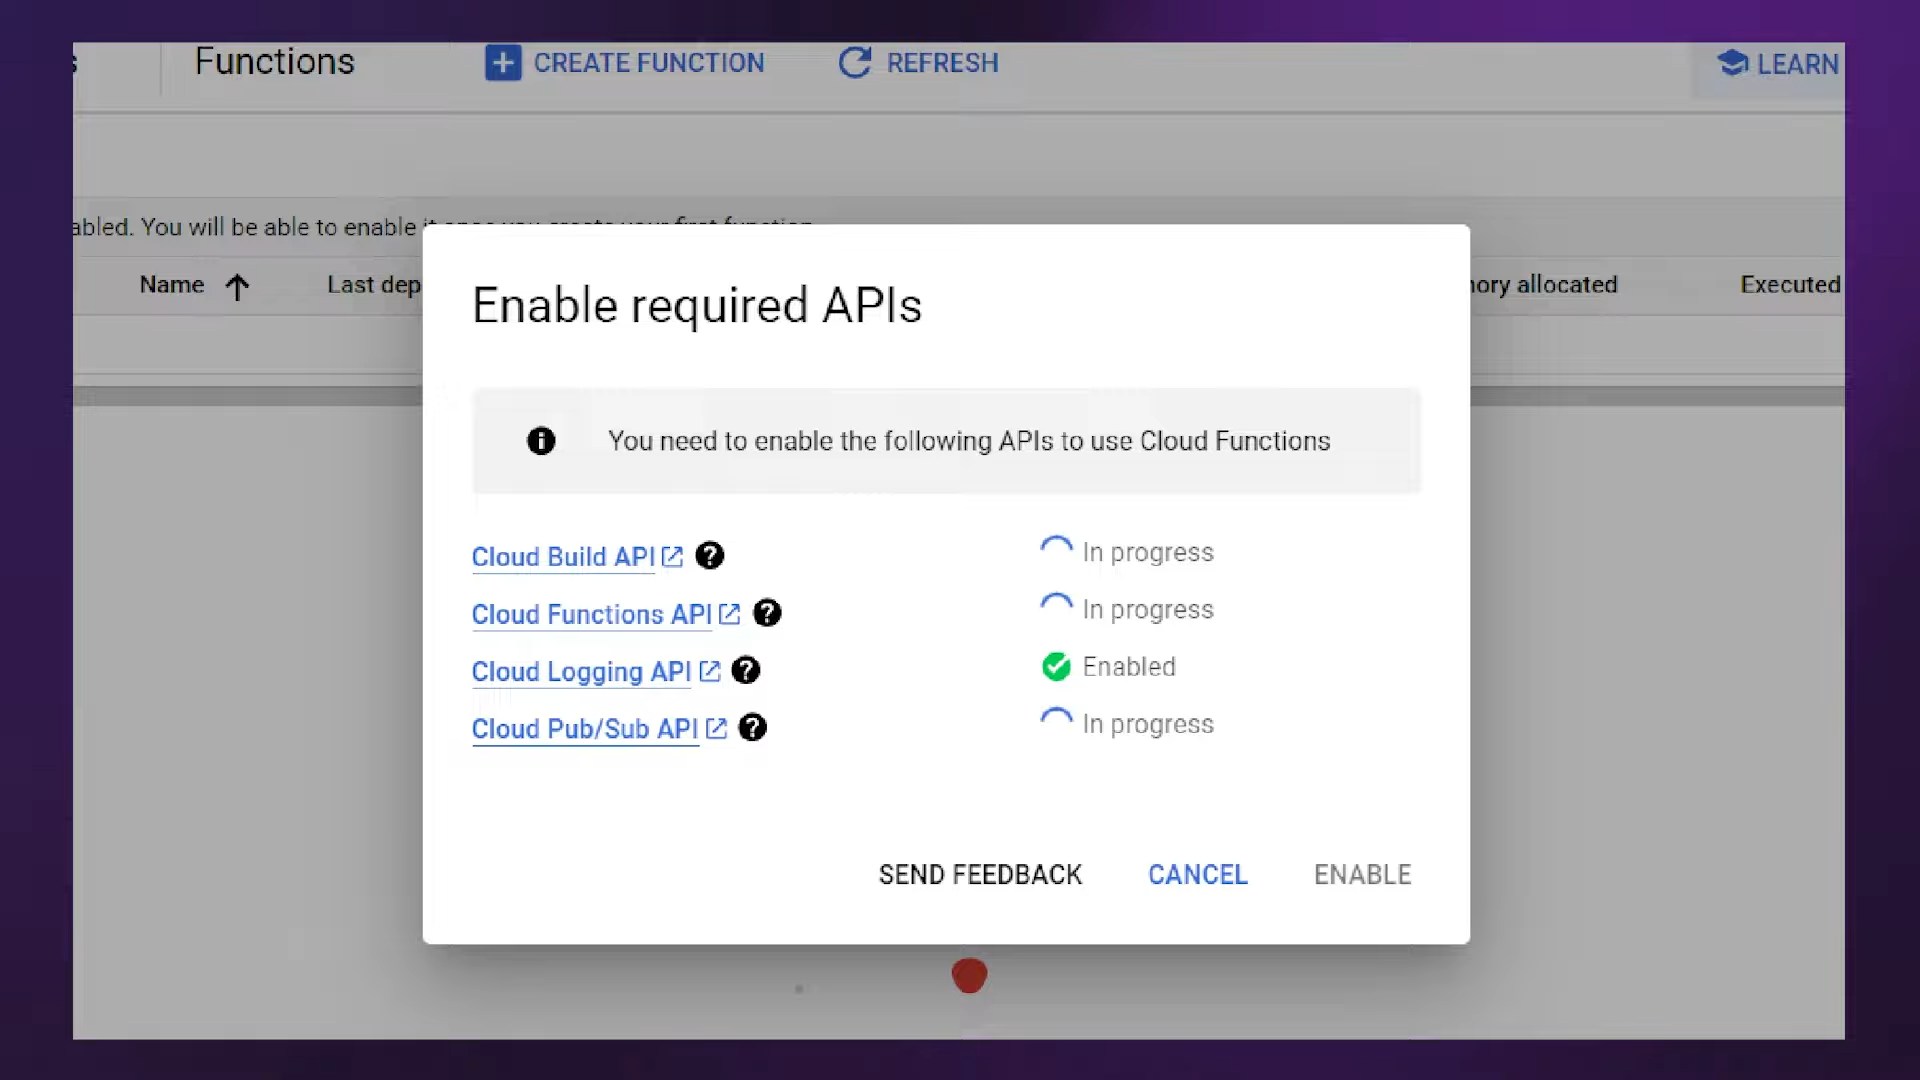 Functions
CREATE FUNCTION
REFRESH
LEARN
abled. You will be able to enable
Name
Last dep
ory allocated
Executed
Enable required APIs
You need to enable the following APIs to use Cloud Functions
Cloud Build API
In progress
Cloud Functions API
In progress
Cloud Logging API
Enabled
Cloud Pub/Sub API
In progress
SEND FEEDBACK
CANCEL
ENABLE